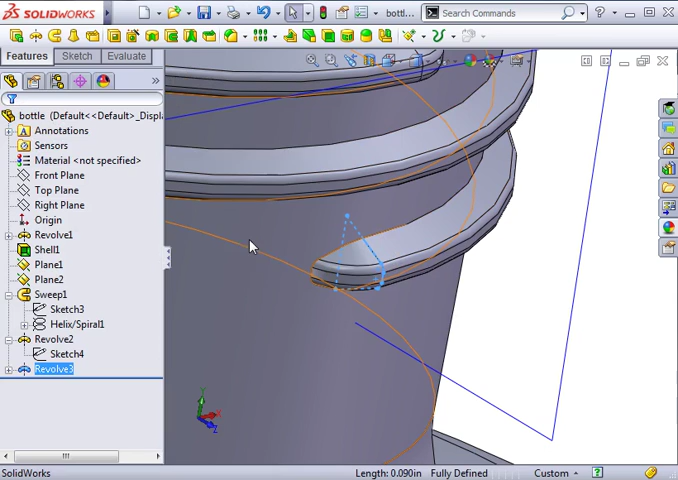 SOLIDWORKS
bottl...
Search Commands
?
Features
Sketch
Evaluate
»
bottle (Default<<Default>_Displa
Annotations
Sensors
Material <not specified>
Front Plane
Top Plane
Right Plane
Origin
Revolve1
Shell1
Plane1
Plane2
Sweep1
Sketch3
Helix/Spiral1
Revolve2
Sketch4
Revolve3
Y
X
Z
SolidWorks
Length: 0.090in
Fully Defined
Custom
?